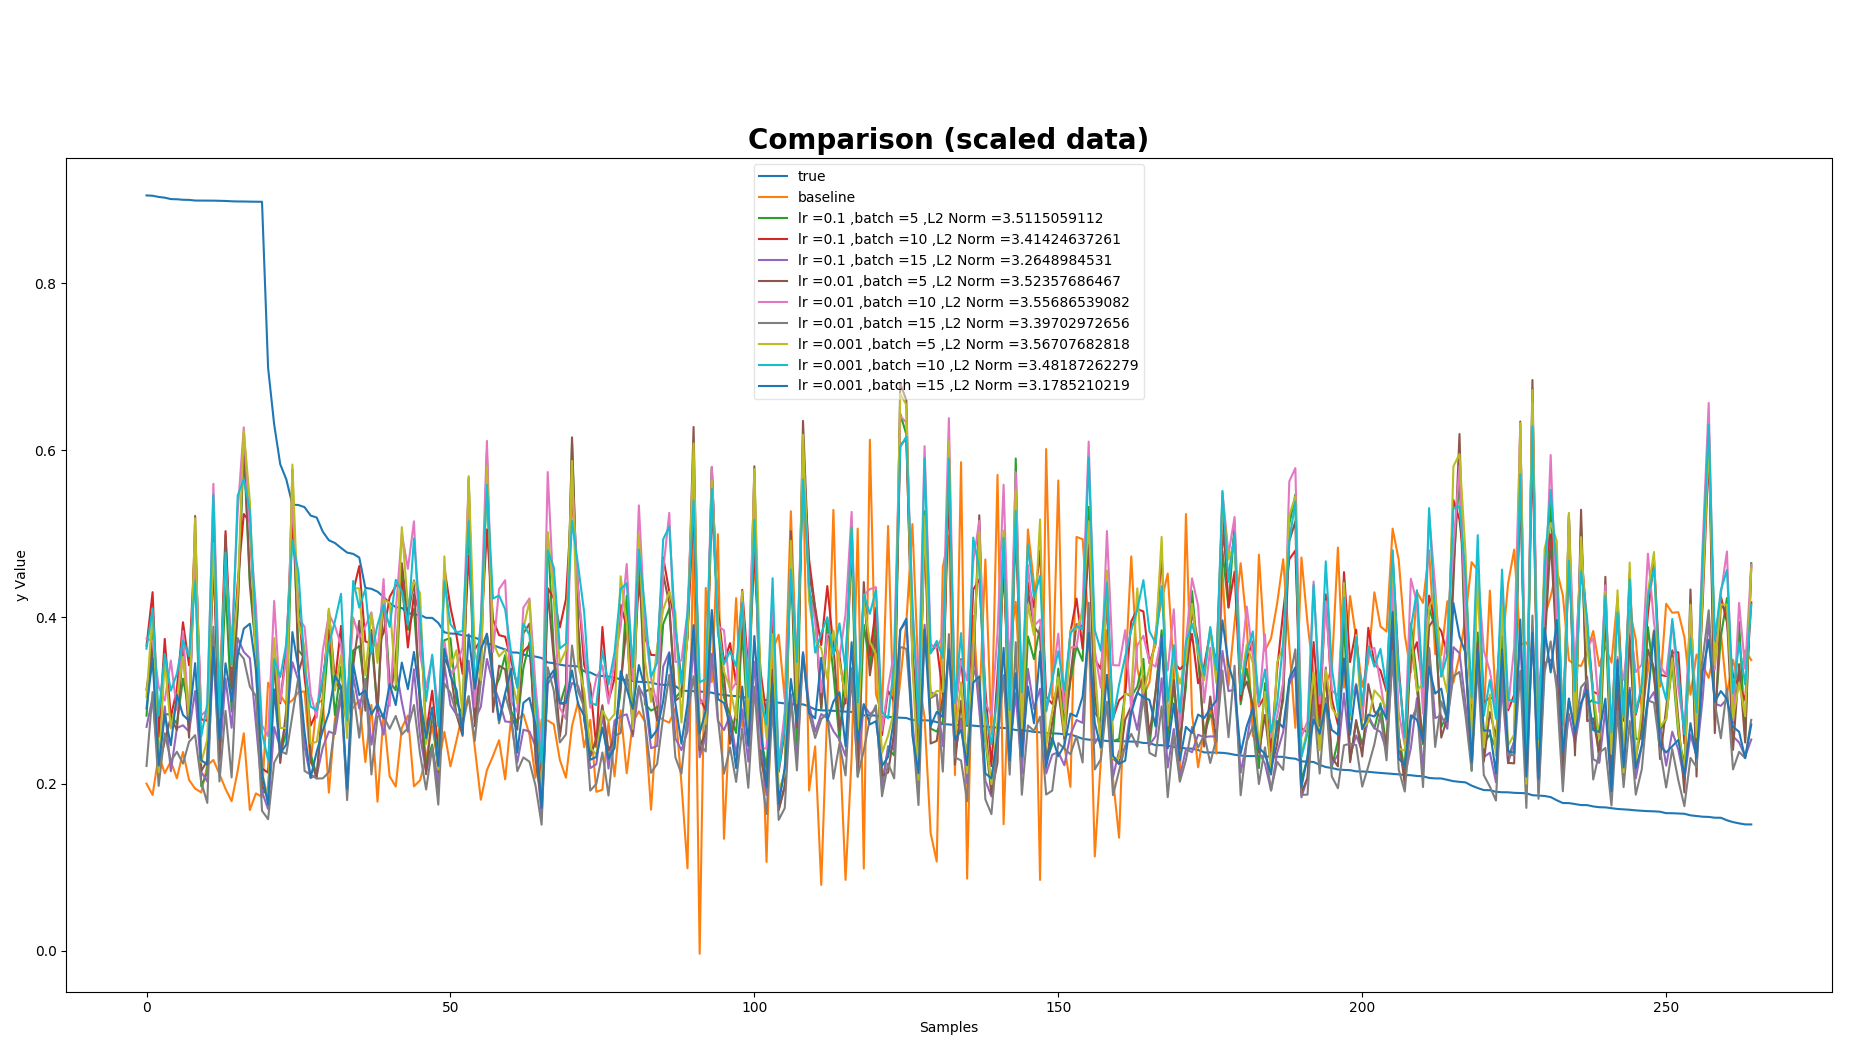 Comparison (scaled data)
true
baseline
lr =0.1 ,batch =5 ,L2 Norm =3.5115059112
lr =0.1 ,batch =10 ,L2 Norm =3.41424637261
lr =0.1 ,batch =15 ,L2 Norm =3.2648984531
lr =0.01 ,batch =5 ,L2 Norm =3.52357686467
lr =0.01 ,batch =10 ,L2 Norm =3.55686539082
lr =0.01 ,batch =15 ,L2 Norm =3.39702972656
lr =0.001 ,batch =5 ,L2 Norm =3.56707682818
lr =0.001 ,batch =10 ,L2 Norm =3.48187262279
lr =0.001 ,batch =15 ,L2 Norm =3.1785210219
y Value
0.8
0.6
0.4
0.2
0.0
0 50 100 150 200 250
Samples